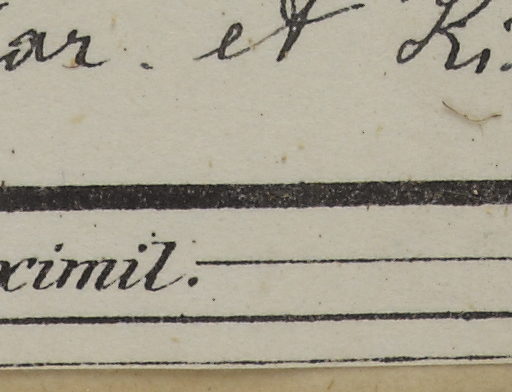 ar. et Ki
ximil.